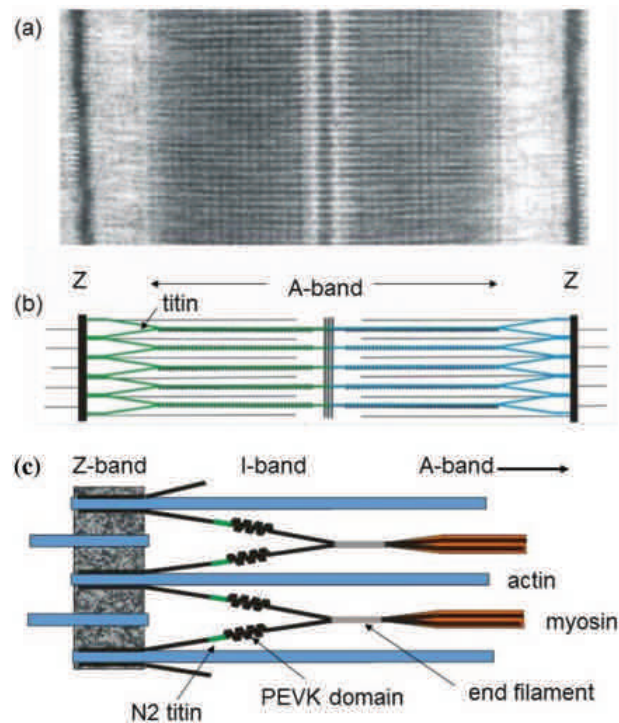 (a)
Z A-band Z
(b) titin
(c) Z-band I-band A-band
actin
myosin
N2 titin PEVK domain end filament